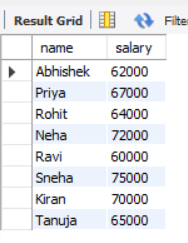 Result Grid Filte
name salary
Abhishek 62000
Priya 67000
Rohit 64000
Neha 72000
Ravi 60000
Sneha 75000
Kiran 70000
Tanuja 65000